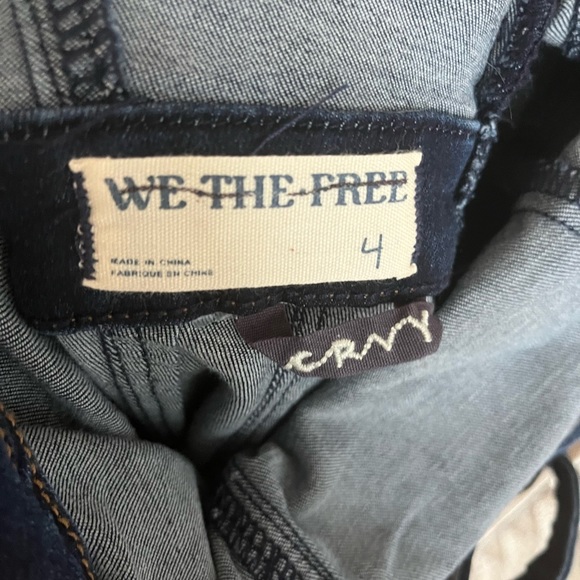 WE THE FREE
4
MADE IN CHINA
FABRIQUE EN CHINE
CRVY